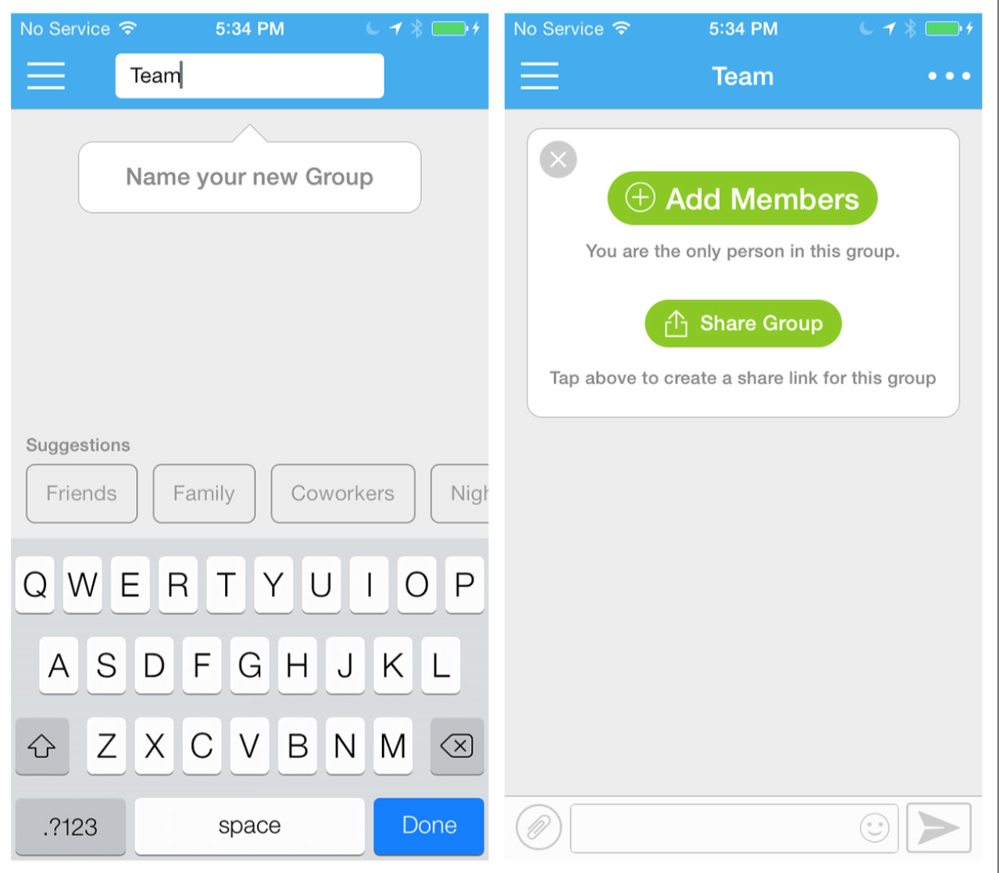 No Service 5:34 PM
Team
Name your new Group
Suggestions
Friends Family Coworkers Nigh
Q W E R T Y U I O P
A S D F G H J K L
Z X C V B N M
.?123 space Done
No Service 5:34 PM
Team
Add Members
You are the only person in this group.
Share Group
Tap above to create a share link for this group